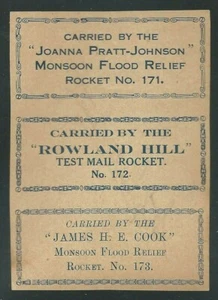 CARRIED BY THE
"JOANNA PRATT-JOHNSON"
MONSOON FLOOD RELIEF
ROCKET NO. 171.
CARRIED BY THE
"ROWLAND HILL"
TEST MAIL ROCKET.
No. 172.
CARRIED BY THE
"JAMES H. E. COOK"
MONSOON FLOOD RELIEF
ROCKET. NO. 173.